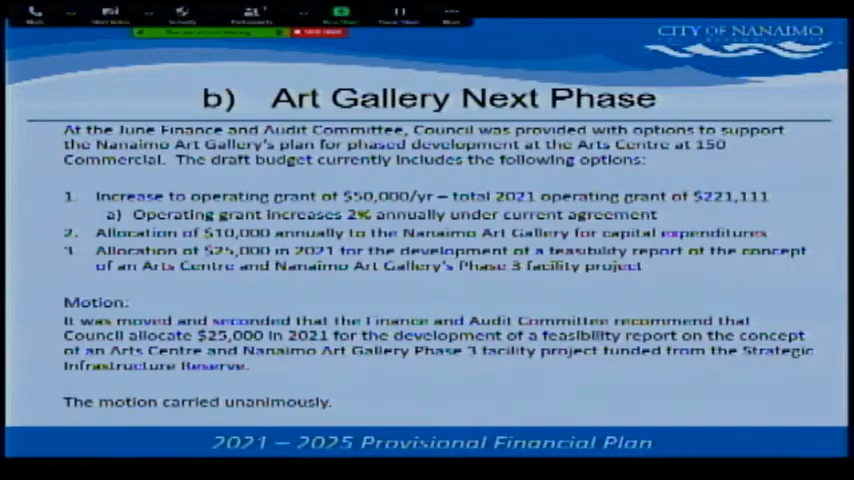 CITY OF NANAIMO
b) Art Gallery Next Phase
At the June Finance and Audit Committee, Council was provided with options to support
the Nanaimo Art Gallery's plan for phased development at the Arts Centre at 150
Commercial. The draft budget currently includes the following options:
1. Increase to operating grant of $50,000/yr – total 2021 operating grant of $221,111
a) Operating grant increases 2% annually under current agreement
2. Allocation of $10,000 annually to the Nanaimo Art Gallery for capital expenditures
3. Allocation of $25,000 in 2021 for the development of a feasibility report of the concept
of an Arts Centre and Nanaimo Art Gallery's Phase 3 facility project
Motion:
It was moved and seconded that the Finance and Audit Committee recommend that
Council allocate $25,000 in 2021 for the development of a feasibility report on the concept
of an Arts Centre and Nanaimo Art Gallery Phase 3 facility project funded from the Strategic
Infrastructure Reserve.
The motion carried unanimously.
2021 – 2025 Provisional Financial Plan